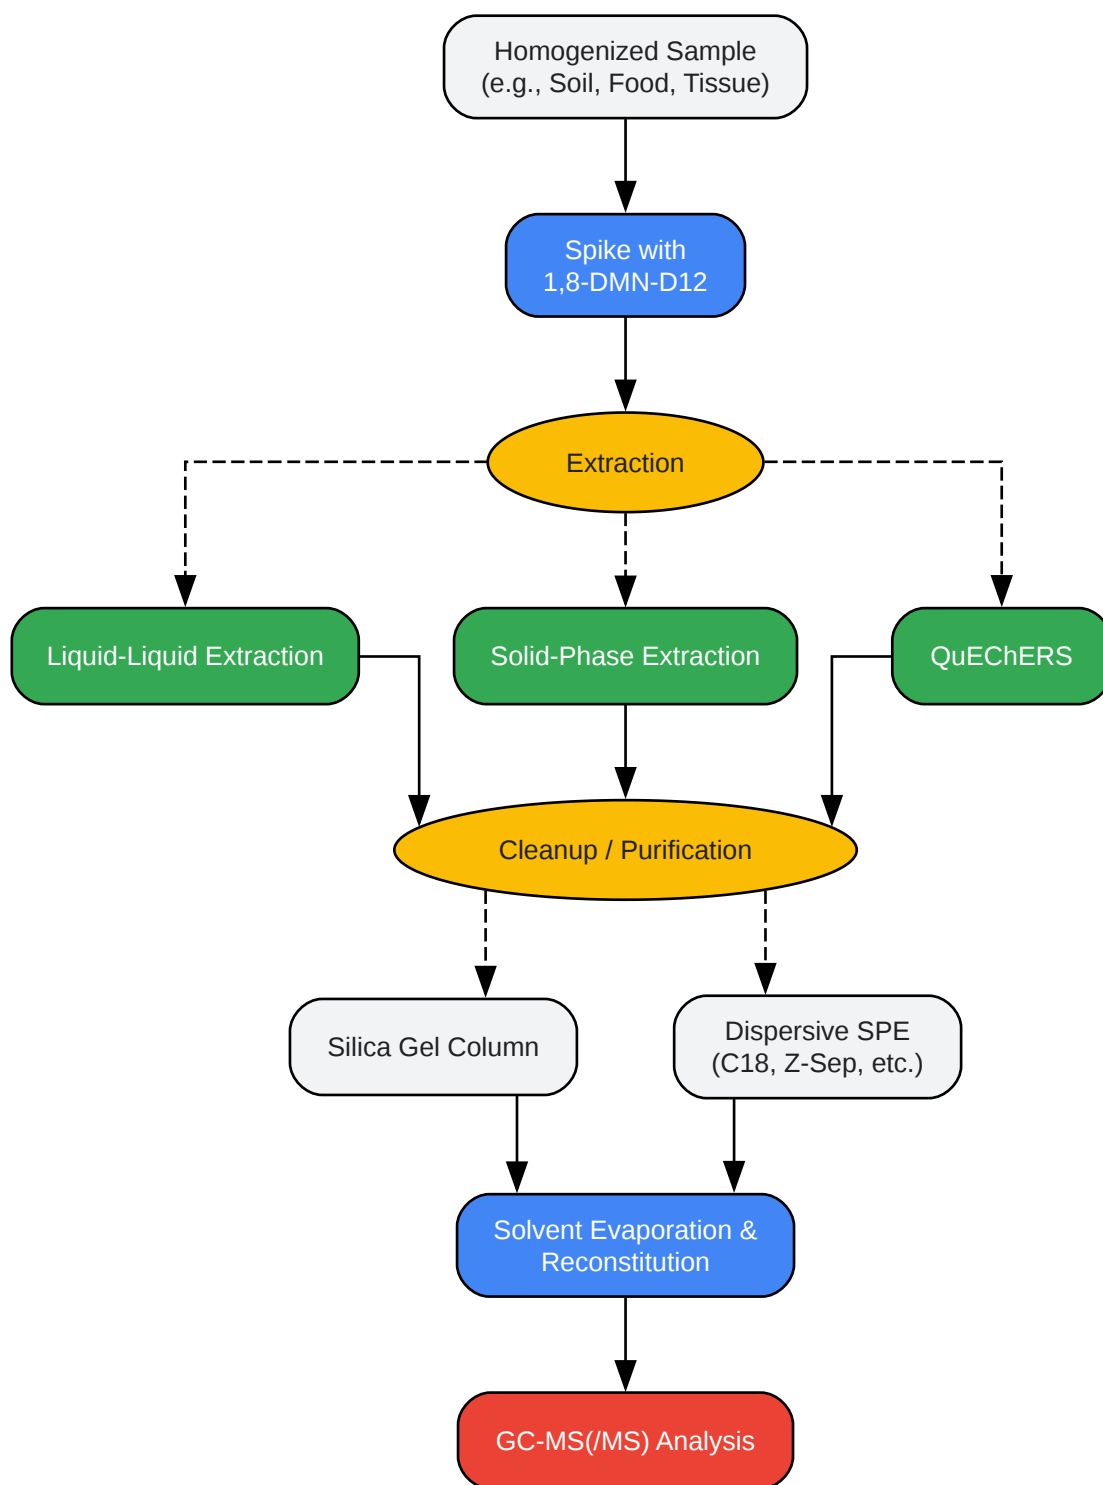 Homogenized Sample
(e.g., Soil, Food, Tissue)
Spike with
1,8-DMN-D12
Extraction
Liquid-Liquid Extraction
Solid-Phase Extraction
QuEChERS
Cleanup / Purification
Silica Gel Column
Dispersive SPE
(C18, Z-Sep, etc.)
Solvent Evaporation &
Reconstitution
GC-MS(/MS) Analysis